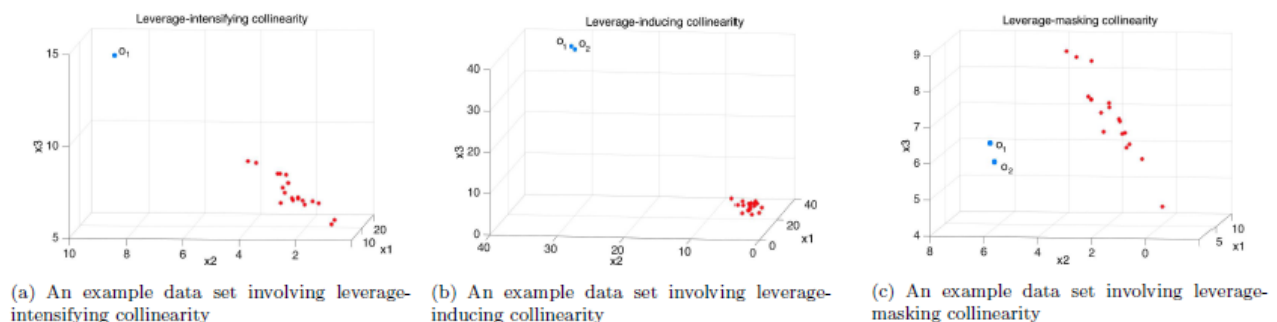 Leverage-intensifying collinearity
15
O1
10
x3
5
10
8
6
4
2
x2
20
10
x1
(a) An example data set involving leverage-
intensifying collinearity
Leverage-inducing collinearity
O1 O2
40
30
x3
20
10
0
40
30
20
10
0
x2
40
20
0
x1
(b) An example data set involving leverage-
inducing collinearity
Leverage-masking collinearity
9
8
7
x3
6
5
4
O1
O2
8
6
4
2
0
x2
10
5
x1
(c) An example data set involving leverage-
masking collinearity